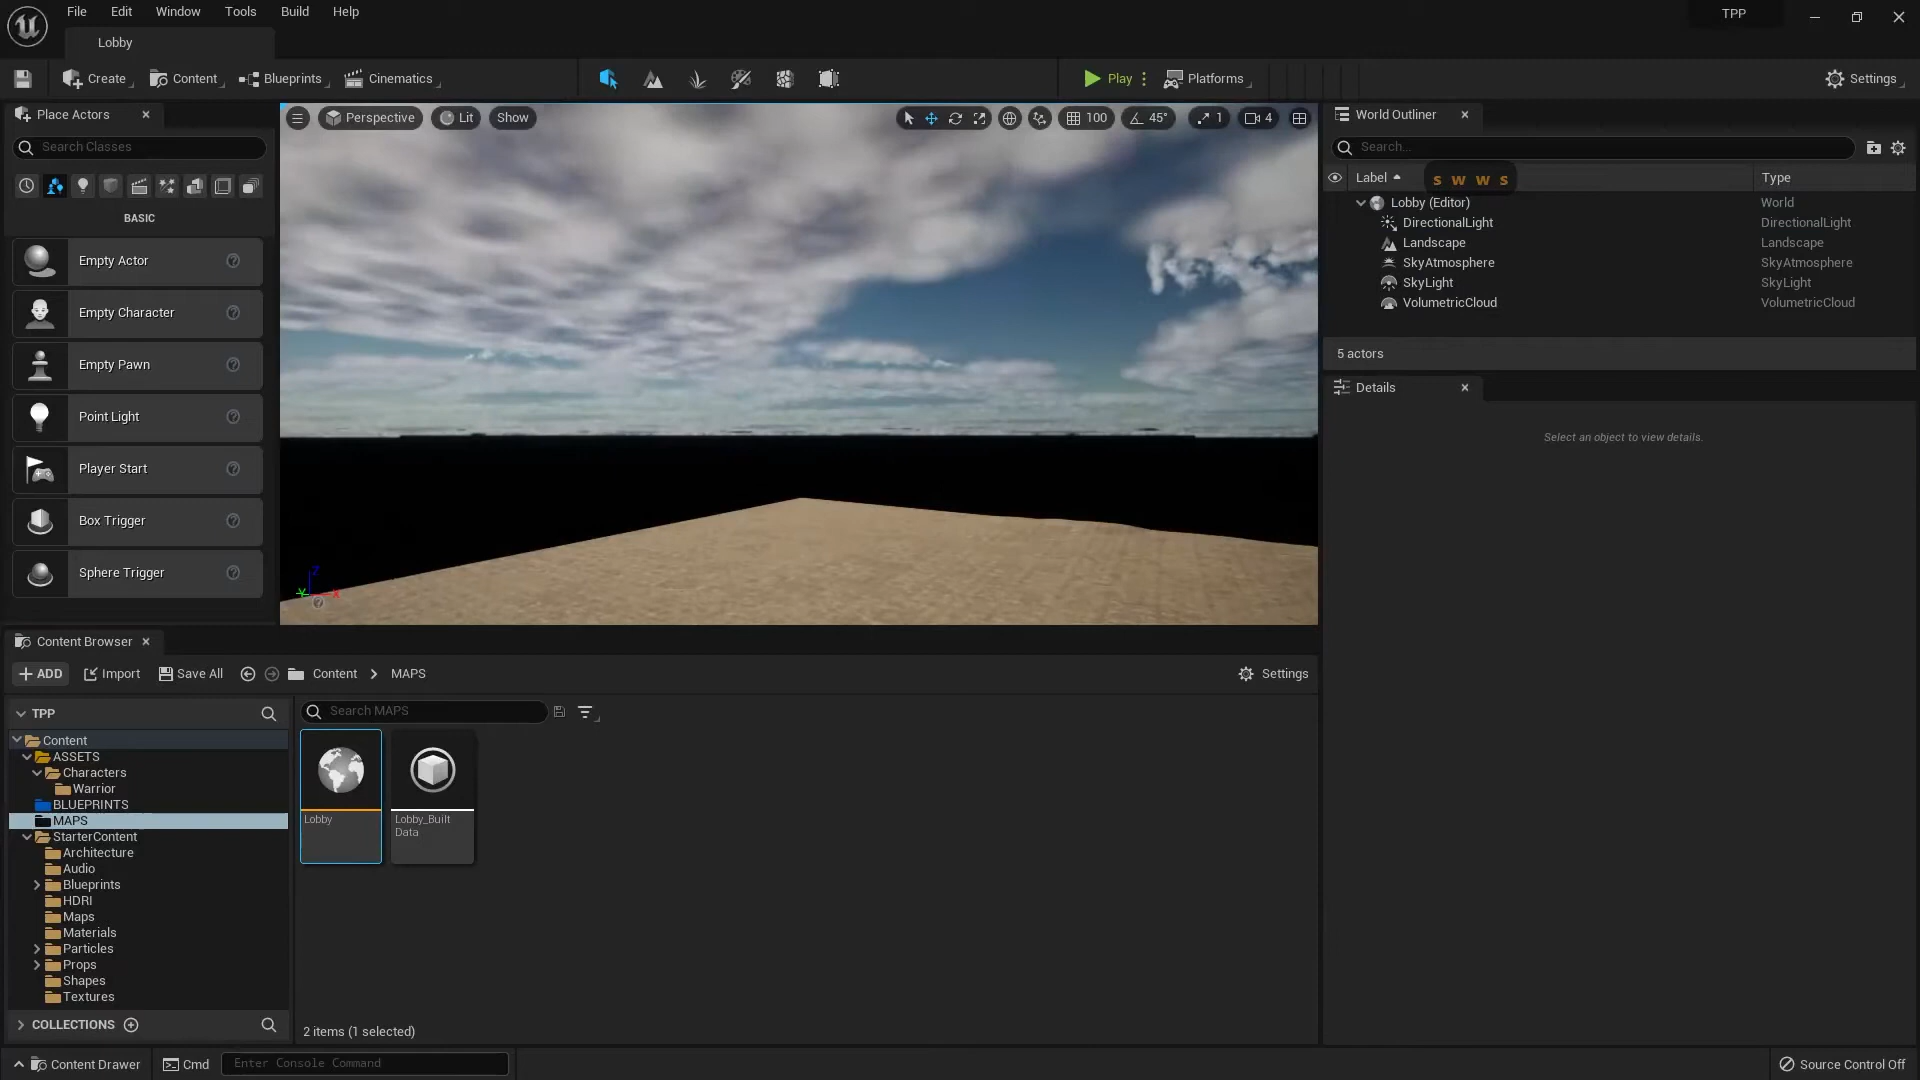 File Edit Window Tools Build Help
TPP
Lobby
Create Content Blueprints Cinematics
Play Platforms Settings
Place Actors
Search Classes
BASIC
Empty Actor
Empty Character
Empty Pawn
Point Light
Player Start
Box Trigger
Sphere Trigger
Perspective Lit Show
100 45° 1 4
Z
Y X
World Outliner
Search...
Label s w w s Type
Lobby (Editor) World
DirectionalLight DirectionalLight
Landscape Landscape
SkyAtmosphere SkyAtmosphere
SkyLight SkyLight
VolumetricCloud VolumetricCloud
5 actors
Details
Select an object to view details.
Content Browser
ADD Import Save All Content MAPS Settings
TPP
Content
ASSETS
Characters
Warrior
BLUEPRINTS
MAPS
StarterContent
Architecture
Audio
Blueprints
HDRI
Maps
Materials
Particles
Props
Shapes
Textures
COLLECTIONS
Search MAPS
Lobby
Lobby_Built
Data
2 items (1 selected)
Content Drawer Cmd Enter Console Command Source Control Off